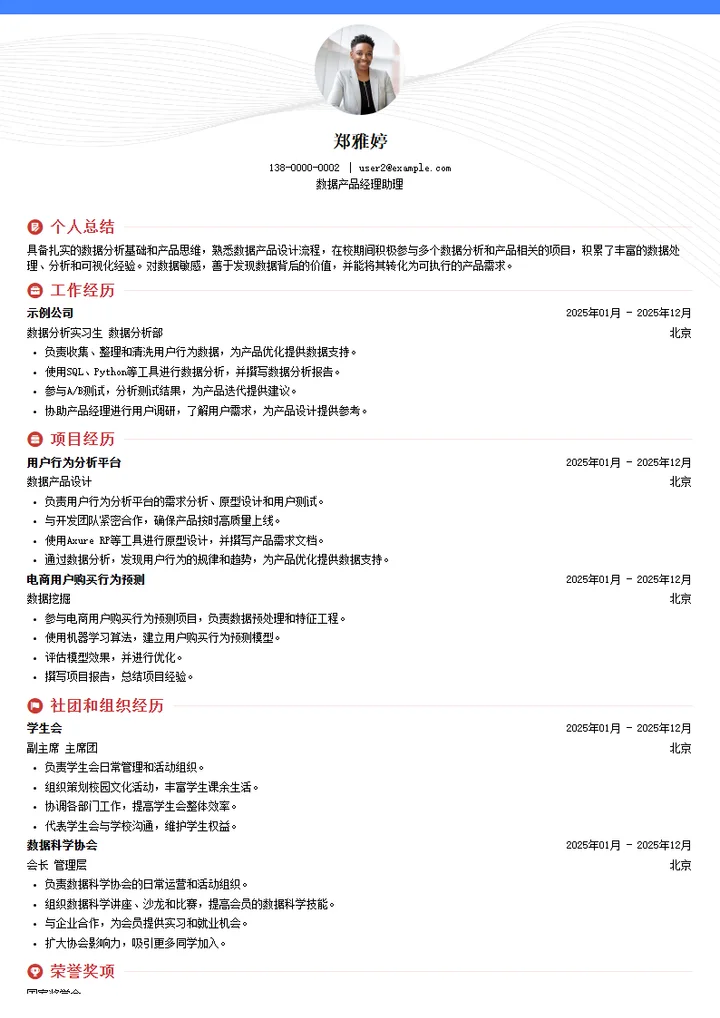 郑雅婷
138-0000-0002 | user2@example.com
数据产品经理助理
个人总结
具备扎实的数据分析基础和产品思维，熟悉数据产品设计流程，在校期间积极参与多个数据分析和产品相关的项目，积累了丰富的数据处
理、分析和可视化经验。对数据敏感，善于发现数据背后的价值，并能将其转化为可执行的产品需求。
工作经历
示创公司 2025年01月 - 2025年12月
数据分析实习生 数据分析部 北京
• 负责收集、整理和清洗用户行为数据，为产品优化提供数据支持。
• 使用SQL、Python等工具进行数据分析，并撰写数据分析报告。
• 参与A/B测试，分析测试结果，为产品迭代提供建议。
• 协助产品经理进行用户调研，了解用户需求，为产品设计提供参考。
项目经历
用户行为分析平台 2025年01月 - 2025年12月
数据产品设计 北京
• 负责用户行为分析平台的需求分析、原型设计和用户测试。
• 与开发团队紧密合作，确保产品按时高质量上线。
• 使用Axure RP等工具进行原型设计，并撰写产品需求文档。
• 通过数据分析，发现用户行为的规律和趋势，为产品优化提供数据支持。
电商用户购买行为预测 2025年01月 - 2025年12月
数据挖掘 北京
• 参与电商用户购买行为预测项目，负责数据预处理和特征工程。
• 使用机器学习算法，建立用户购买行为预测模型。
• 评估模型效果，并进行优化。
• 撰写项目报告，总结项目经验。
社团和组织经历
学生会 2025年01月 - 2025年12月
副主席 主席团 北京
• 负责学生会日常管理和活动组织。
• 组织策划校园文化活动，丰富学生课余生活。
• 协调各部门工作，提高学生会整体效率。
• 代表学生会与学校沟通，维护学生权益。
数据科学协会 2025年01月 - 2025年12月
会长 管理层 北京
• 负责数据科学协会的日常运营和活动组织。
• 组织数据科学讲座、沙龙和比赛，提高会员的数据科学技能。
• 与企业合作，为会员提供实习和就业机会。
• 扩大协会影响力，吸引更多同学加入。
荣誉奖项